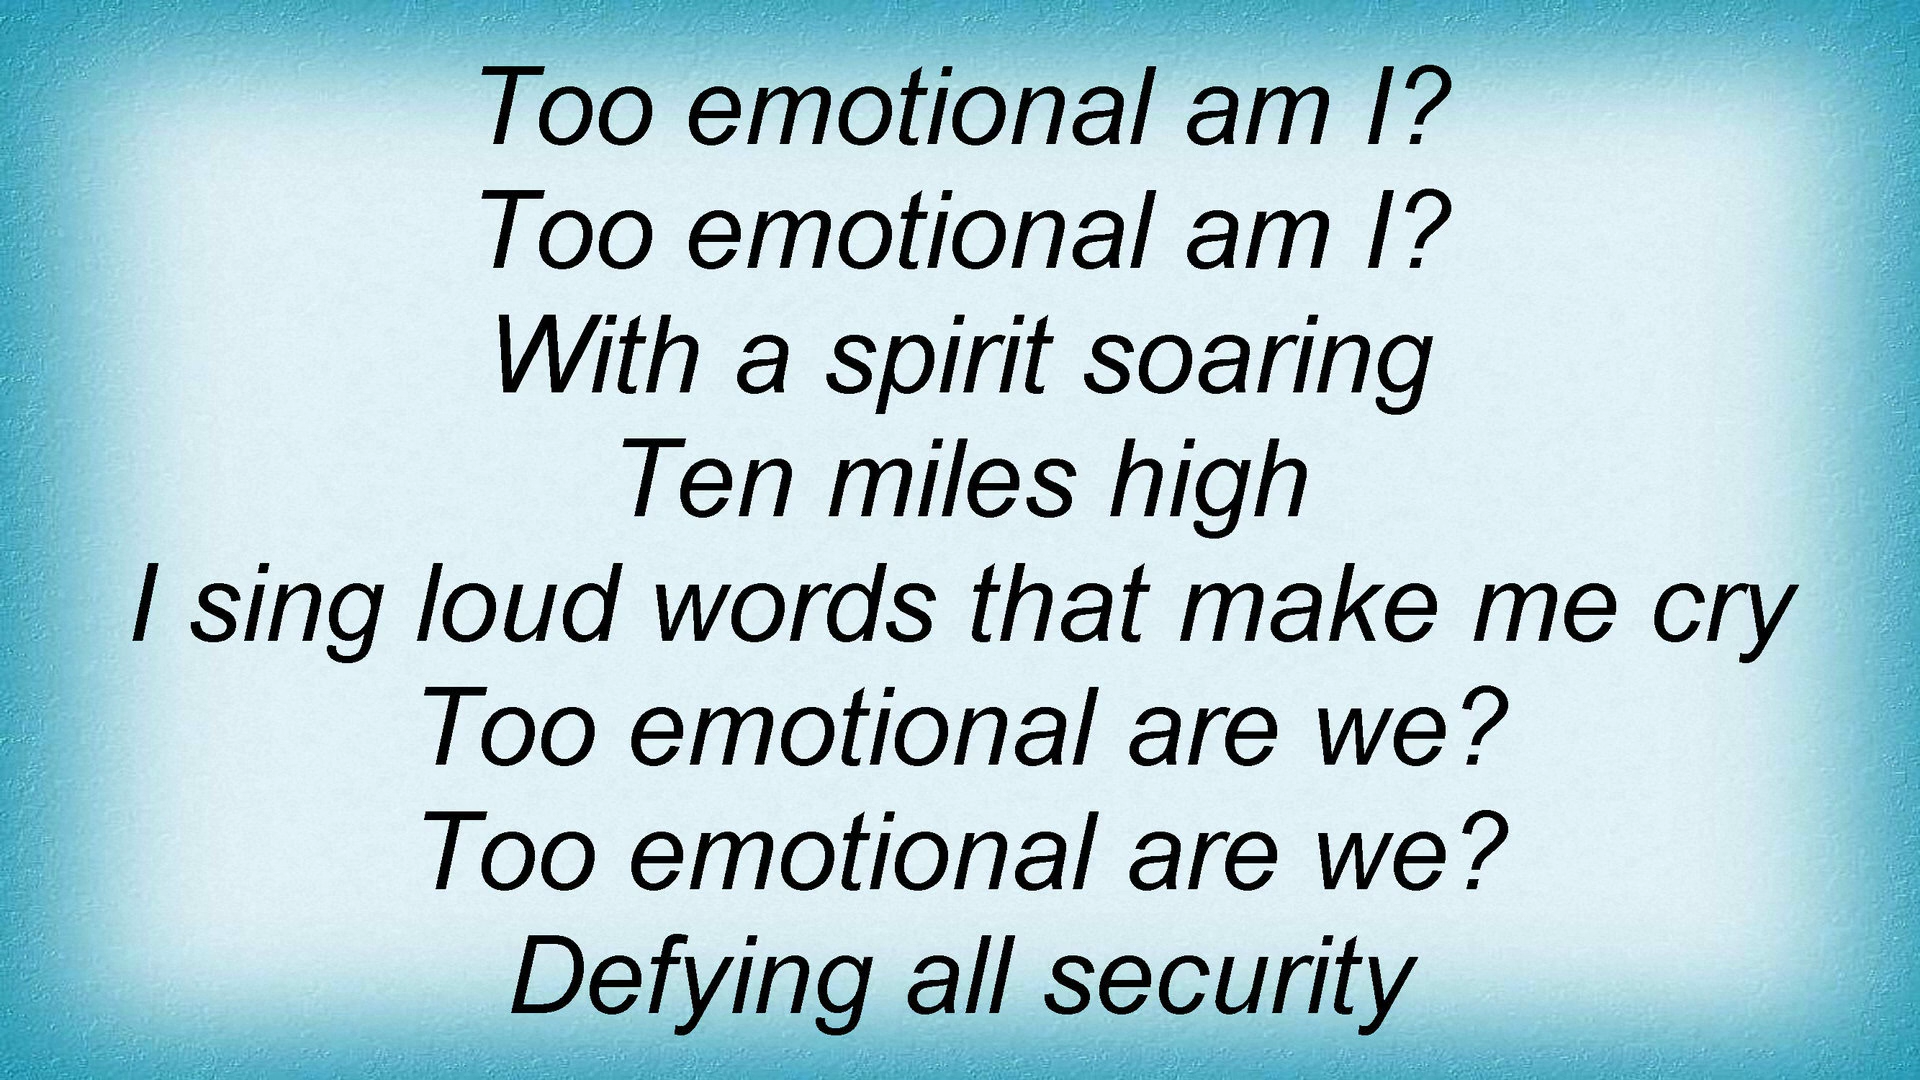 Too emotional am I?
Too emotional am I?
With a spirit soaring
Ten miles high
I sing loud words that make me cry
Too emotional are we?
Too emotional are we?
Defying all security